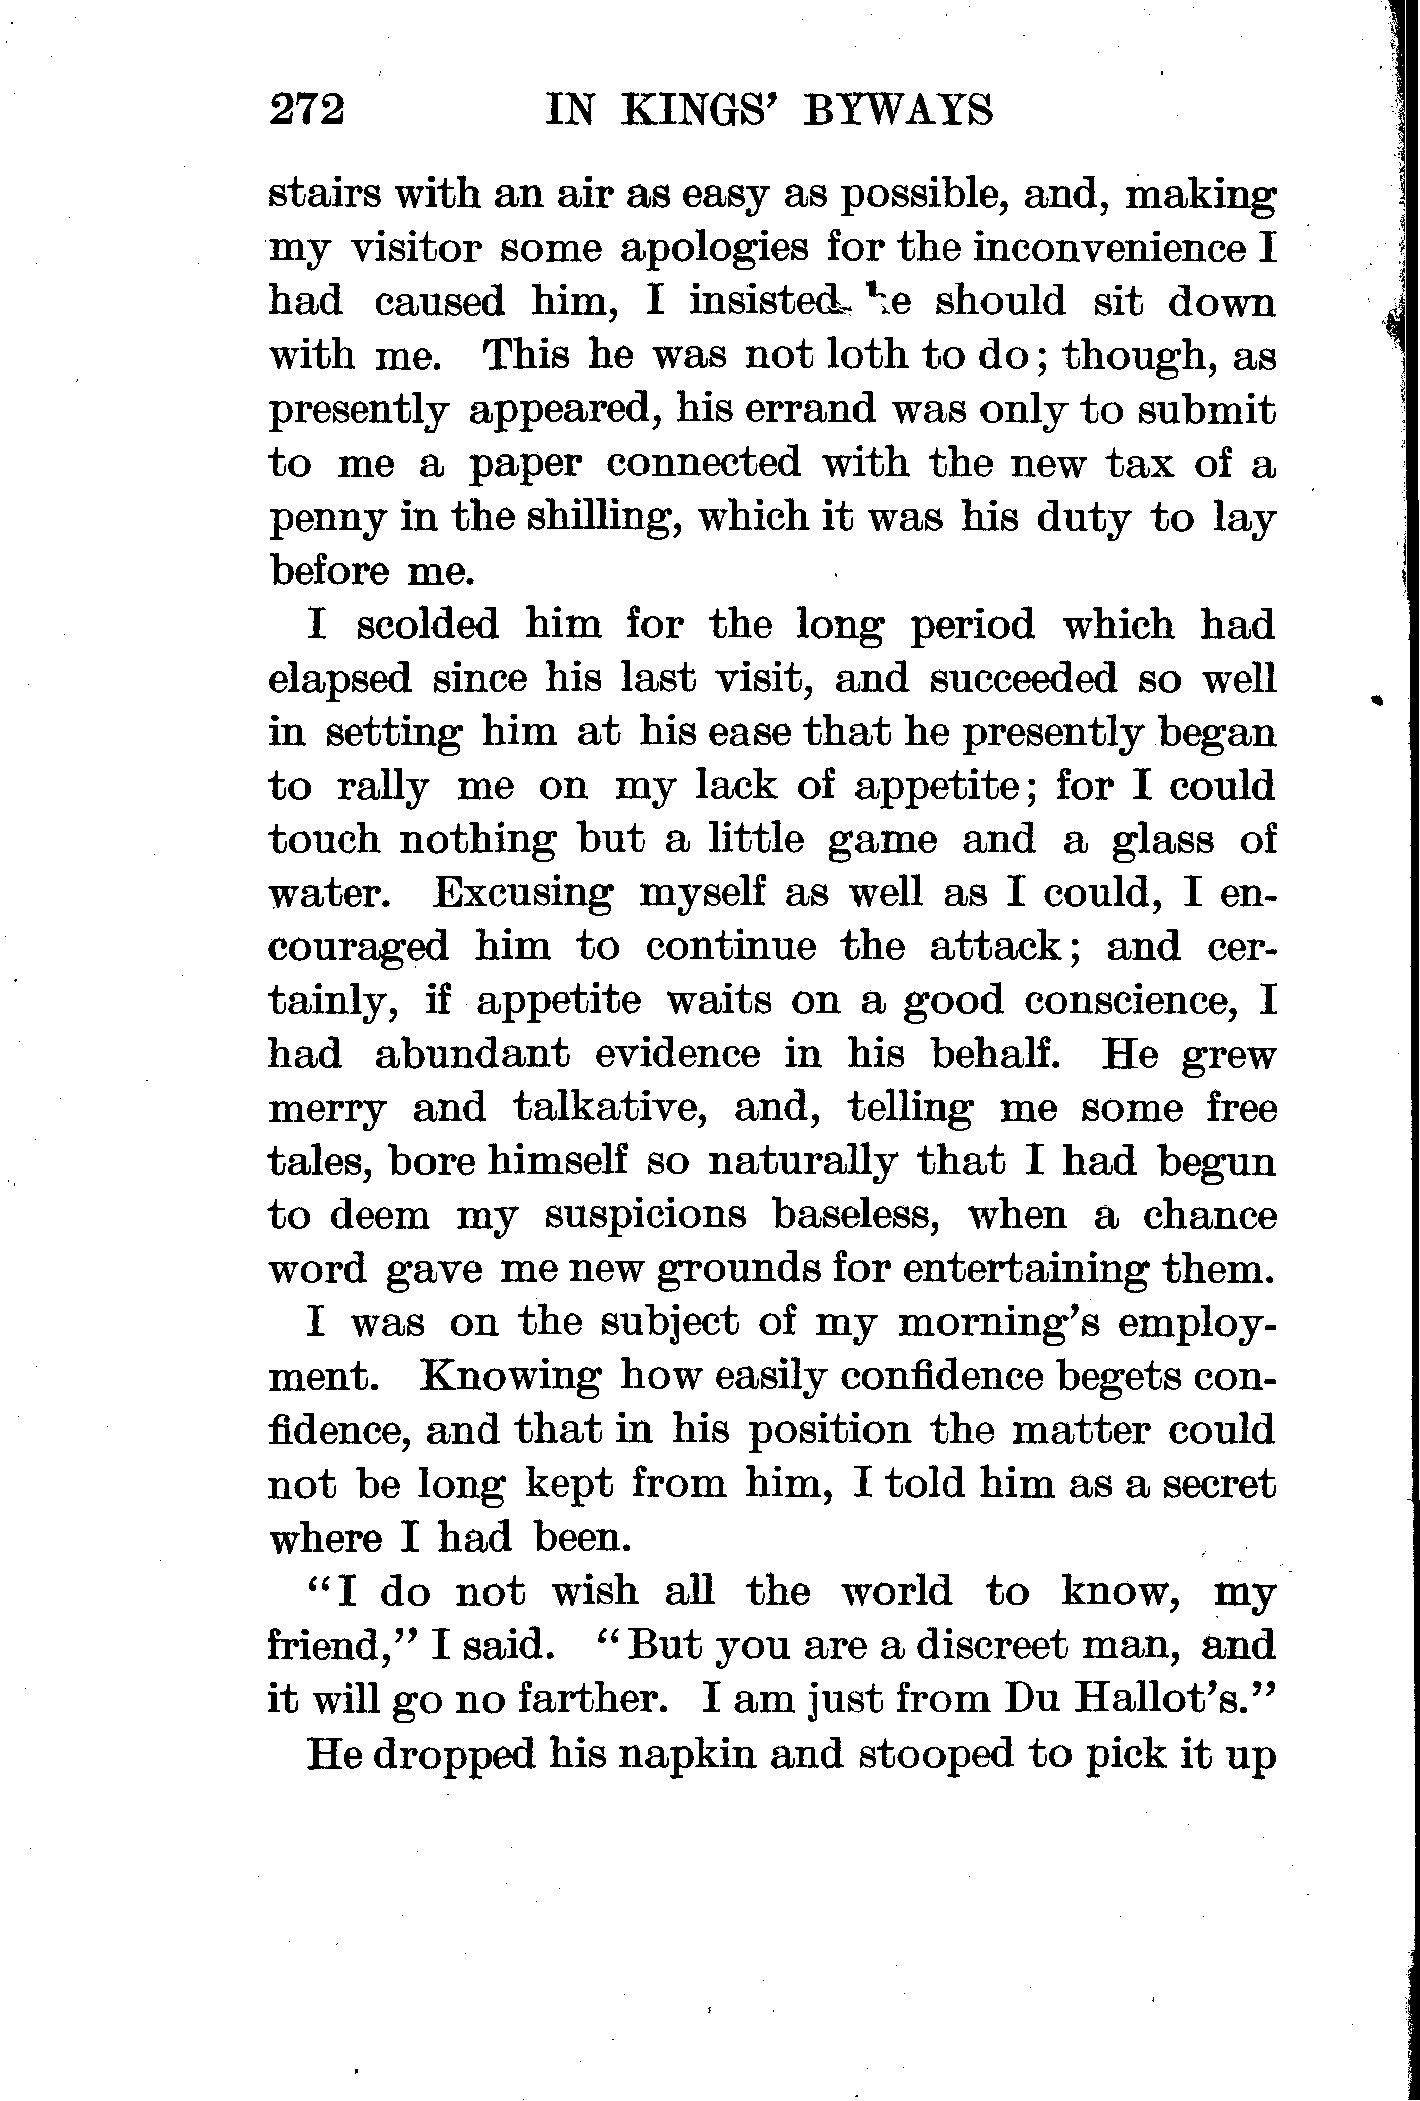 272 IN KINGS' BYWAYS
stairs with an air as easy as possible, and, making
my visitor some apologies for the inconvenience I
had caused him, I insisted he should sit down
with me. This he was not loth to do; though, as
presently appeared, his errand was only to submit
to me a paper connected with the new tax of a
penny in the shilling, which it was his duty to lay
before me.
I scolded him for the long period which had
elapsed since his last visit, and succeeded so well
in setting him at his ease that he presently began
to rally me on my lack of appetite; for I could
touch nothing but a little game and a glass of
water. Excusing myself as well as I could, I en-
couraged him to continue the attack; and cer-
tainly, if appetite waits on a good conscience, I
had abundant evidence in his behalf. He grew
merry and talkative, and, telling me some free
tales, bore himself so naturally that I had begun
to deem my suspicions baseless, when a chance
word gave me new grounds for entertaining them.
I was on the subject of my morning's employ-
ment. Knowing how easily confidence begets con-
fidence, and that in his position the matter could
not be long kept from him, I told him as a secret
where I had been.
"I do not wish all the world to know, my
friend," I said. "But you are a discreet man, and
it will go no farther. I am just from Du Hallot's."
He dropped his napkin and stooped to pick it up